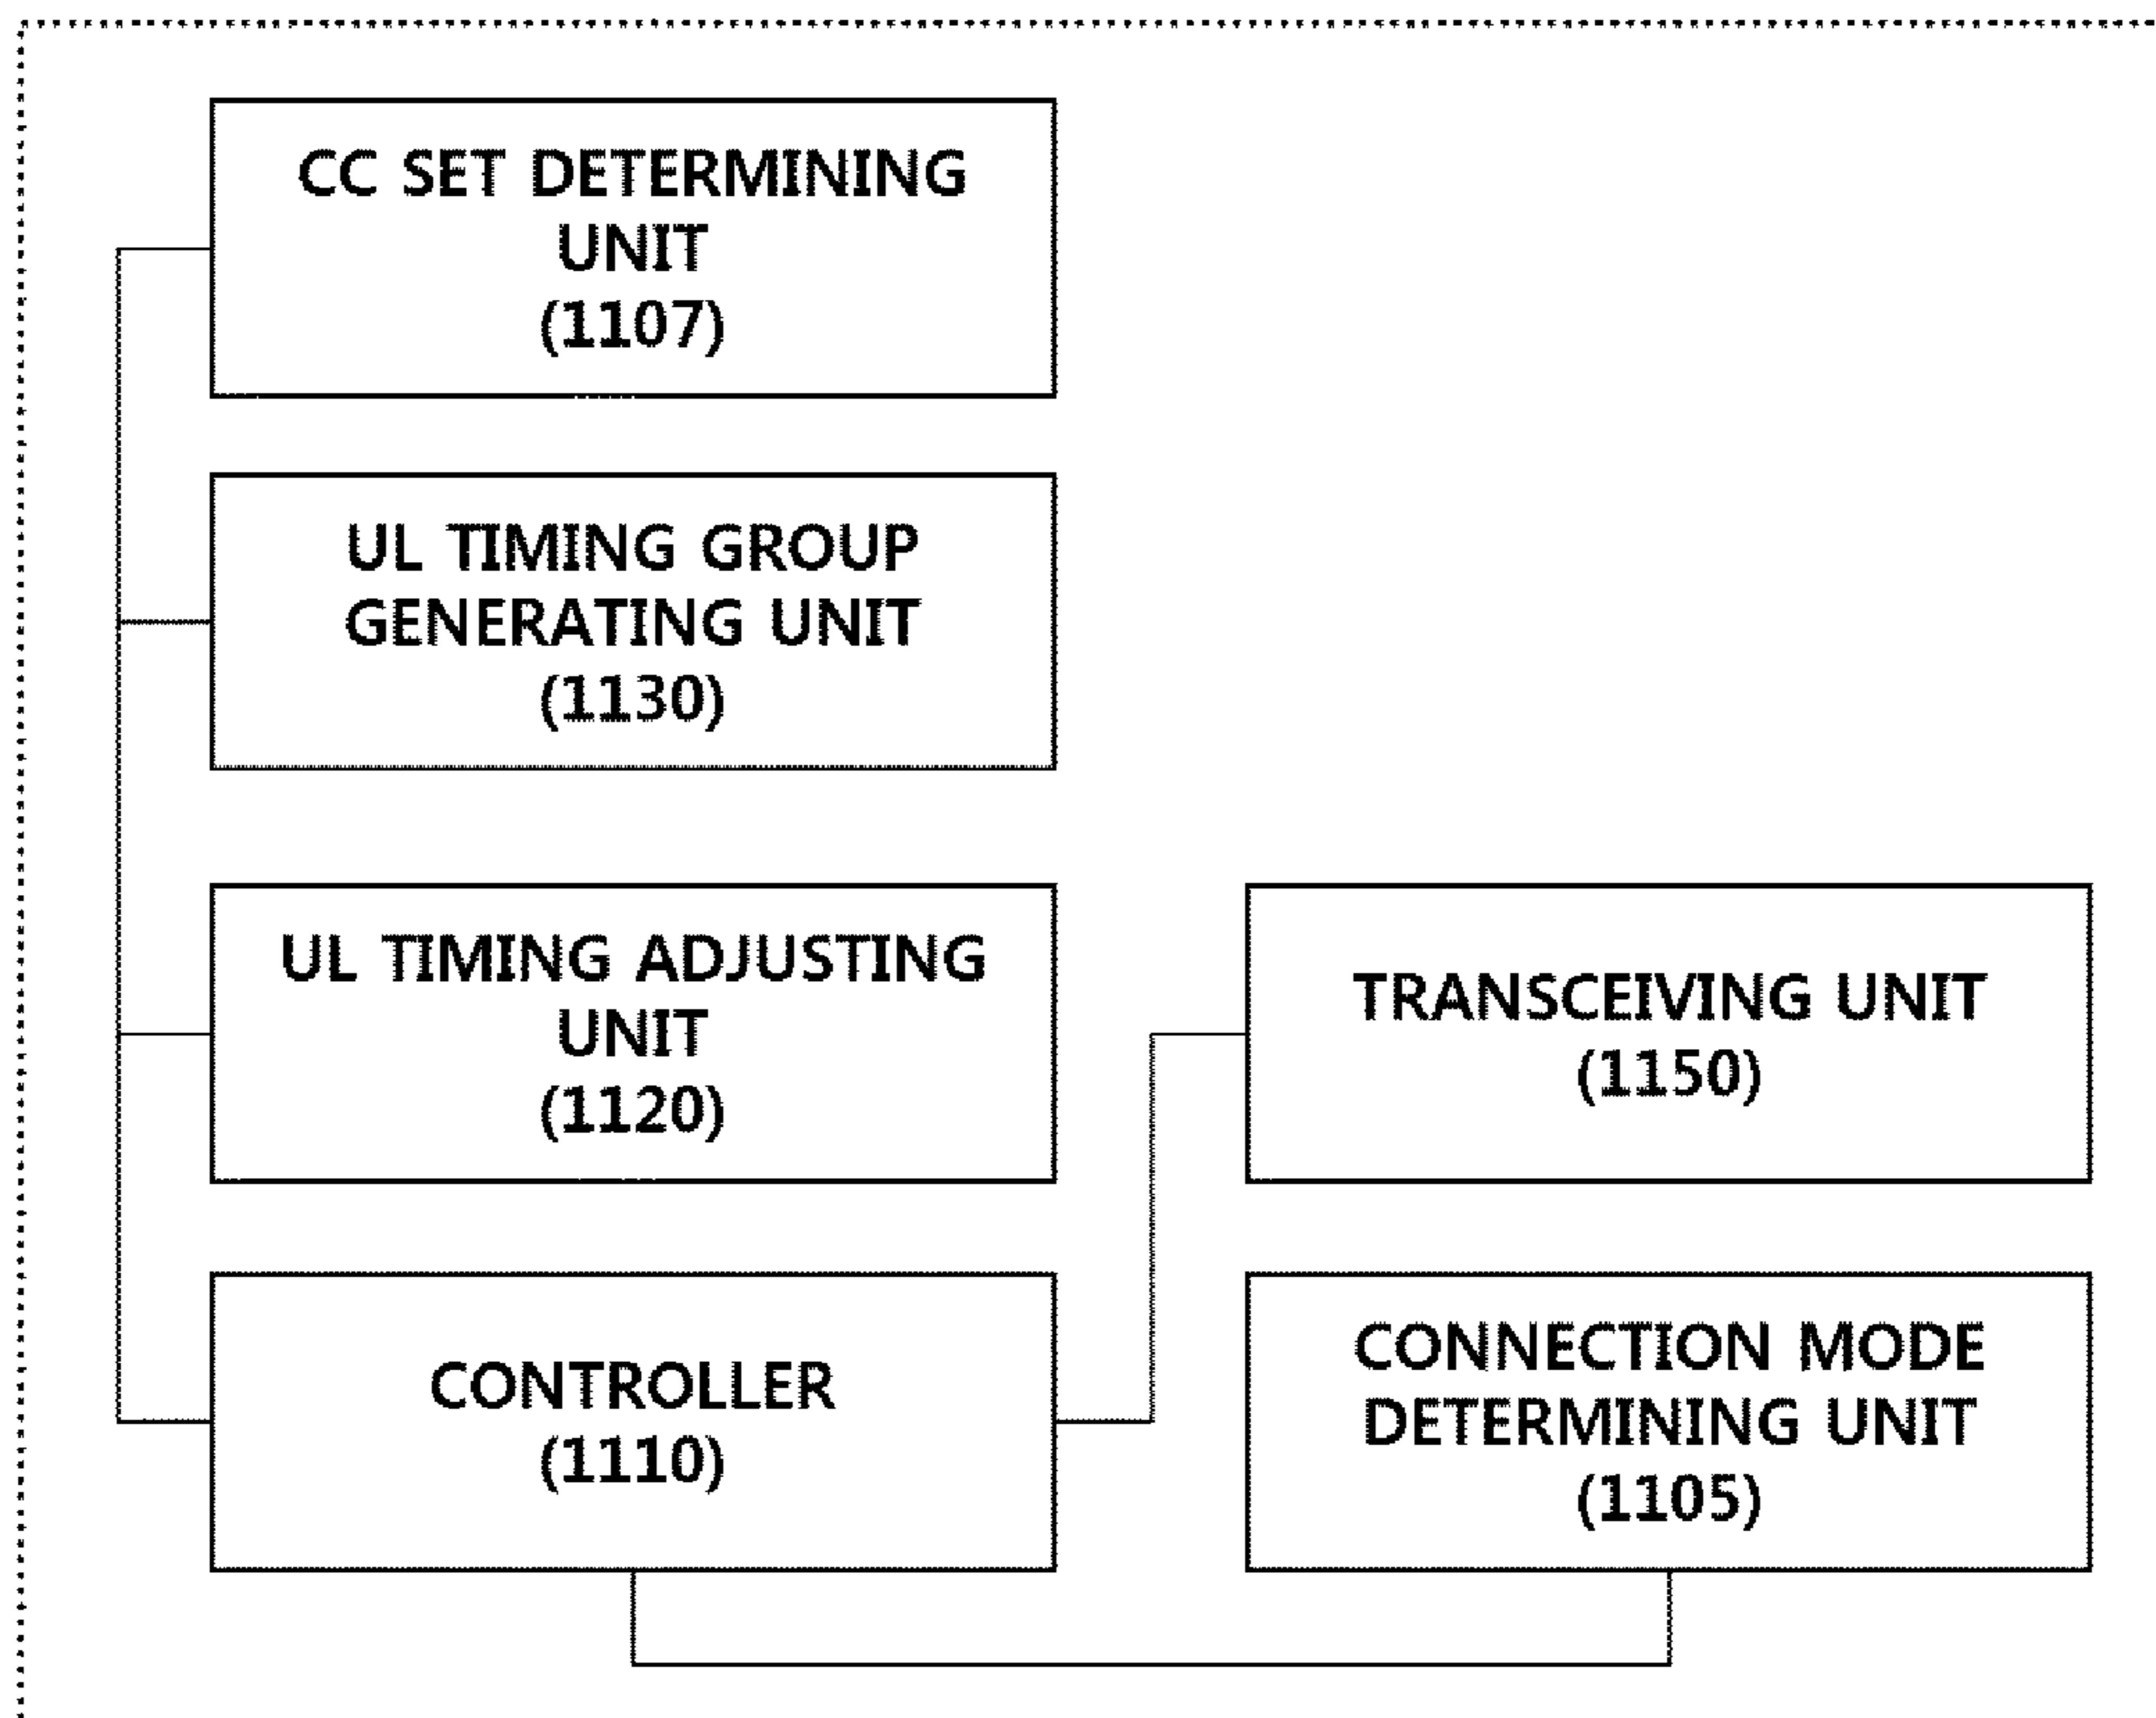 CC SET DETERMINING
UNIT
(1107)
UL TIMING GROUP
GENERATING UNIT
(1130)
UL TIMING ADJUSTING
UNIT
(1120)
TRANSCEIVING UNIT
(1150)
CONTROLLER
(1110)
CONNECTION MODE
DETERMINING UNIT
(1105)